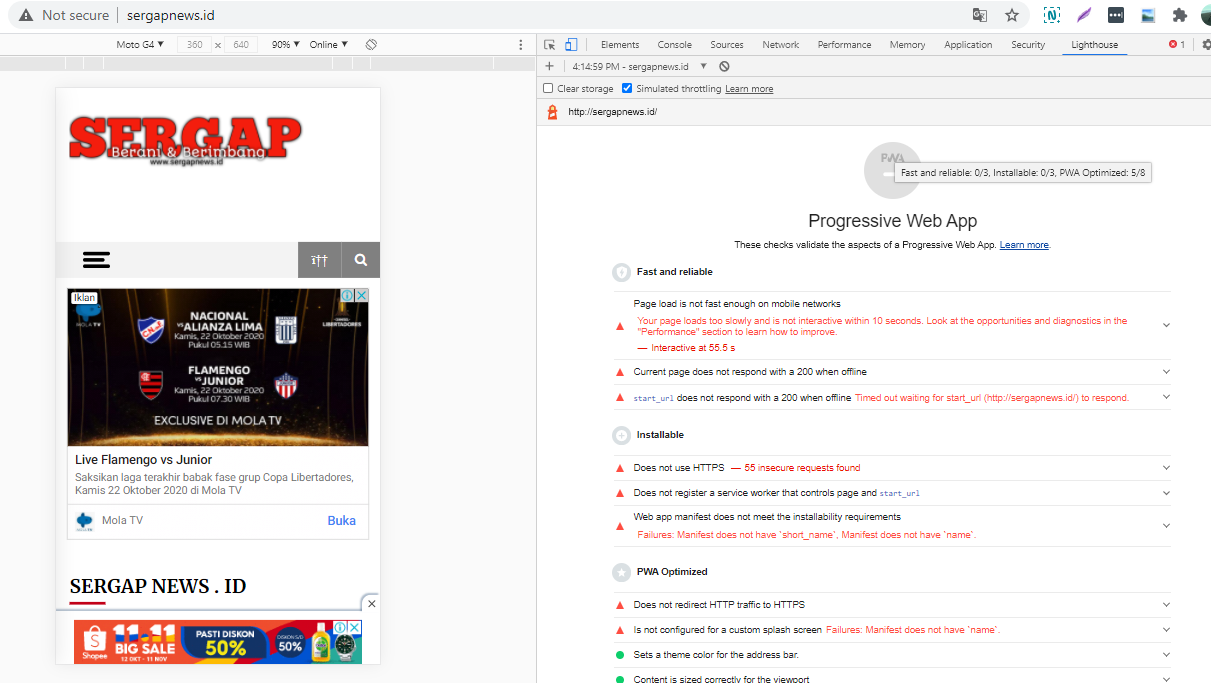 Not secure
sergapnews.id
Moto G4 ▼
360 × 640
90% ▼
Online ▼
Elements
Console
Sources
Network
Performance
Memory
Application
Security
Lighthouse
1
4:14:59 PM - sergapnews.id ▼
Clear storage
Simulated throttling
Learn more
http://sergapnews.id/
SERGAP
Berani & Berimbang
www.sergapnews.id
Iklan
MOLA TV
LIBERTADORES
NACIONAL
VS ALIANZA LIMA
Kamis, 22 Oktober 2020
Pukul 05.15 WIB
FLAMENGO
VS JUNIOR
Kamis, 22 Oktober 2020
Pukul 07.30 WIB
EXCLUSIVE DI MOLA TV
Live Flamengo vs Junior
Saksikan laga terakhir babak fase grup Copa Libertadores,
Kamis 22 Oktober 2020 di Mola TV
Mola TV
Buka
SERGAP NEWS . ID
Shopee
11-11
BIG SALE
12 OKT - 11 NOV
PASTI DISKON
50%
DISKON S/D
50%
PWA
Fast and reliable: 0/3, Installable: 0/3, PWA Optimized: 5/8
Progressive Web App
These checks validate the aspects of a Progressive Web App. Learn more.
Fast and reliable
Page load is not fast enough on mobile networks
Your page loads too slowly and is not interactive within 10 seconds. Look at the opportunities and diagnostics in the
"Performance" section to learn how to improve.
— Interactive at 55.5 s
Current page does not respond with a 200 when offline
start_url does not respond with a 200 when offline Timed out waiting for start_url (http://sergapnews.id/) to respond.
Installable
Does not use HTTPS — 55 insecure requests found
Does not register a service worker that controls page and start_url
Web app manifest does not meet the installability requirements
Failures: Manifest does not have `short_name`, Manifest does not have `name`.
PWA Optimized
Does not redirect HTTP traffic to HTTPS
Is not configured for a custom splash screen Failures: Manifest does not have `name`.
Sets a theme color for the address bar.
Content is sized correctly for the viewport